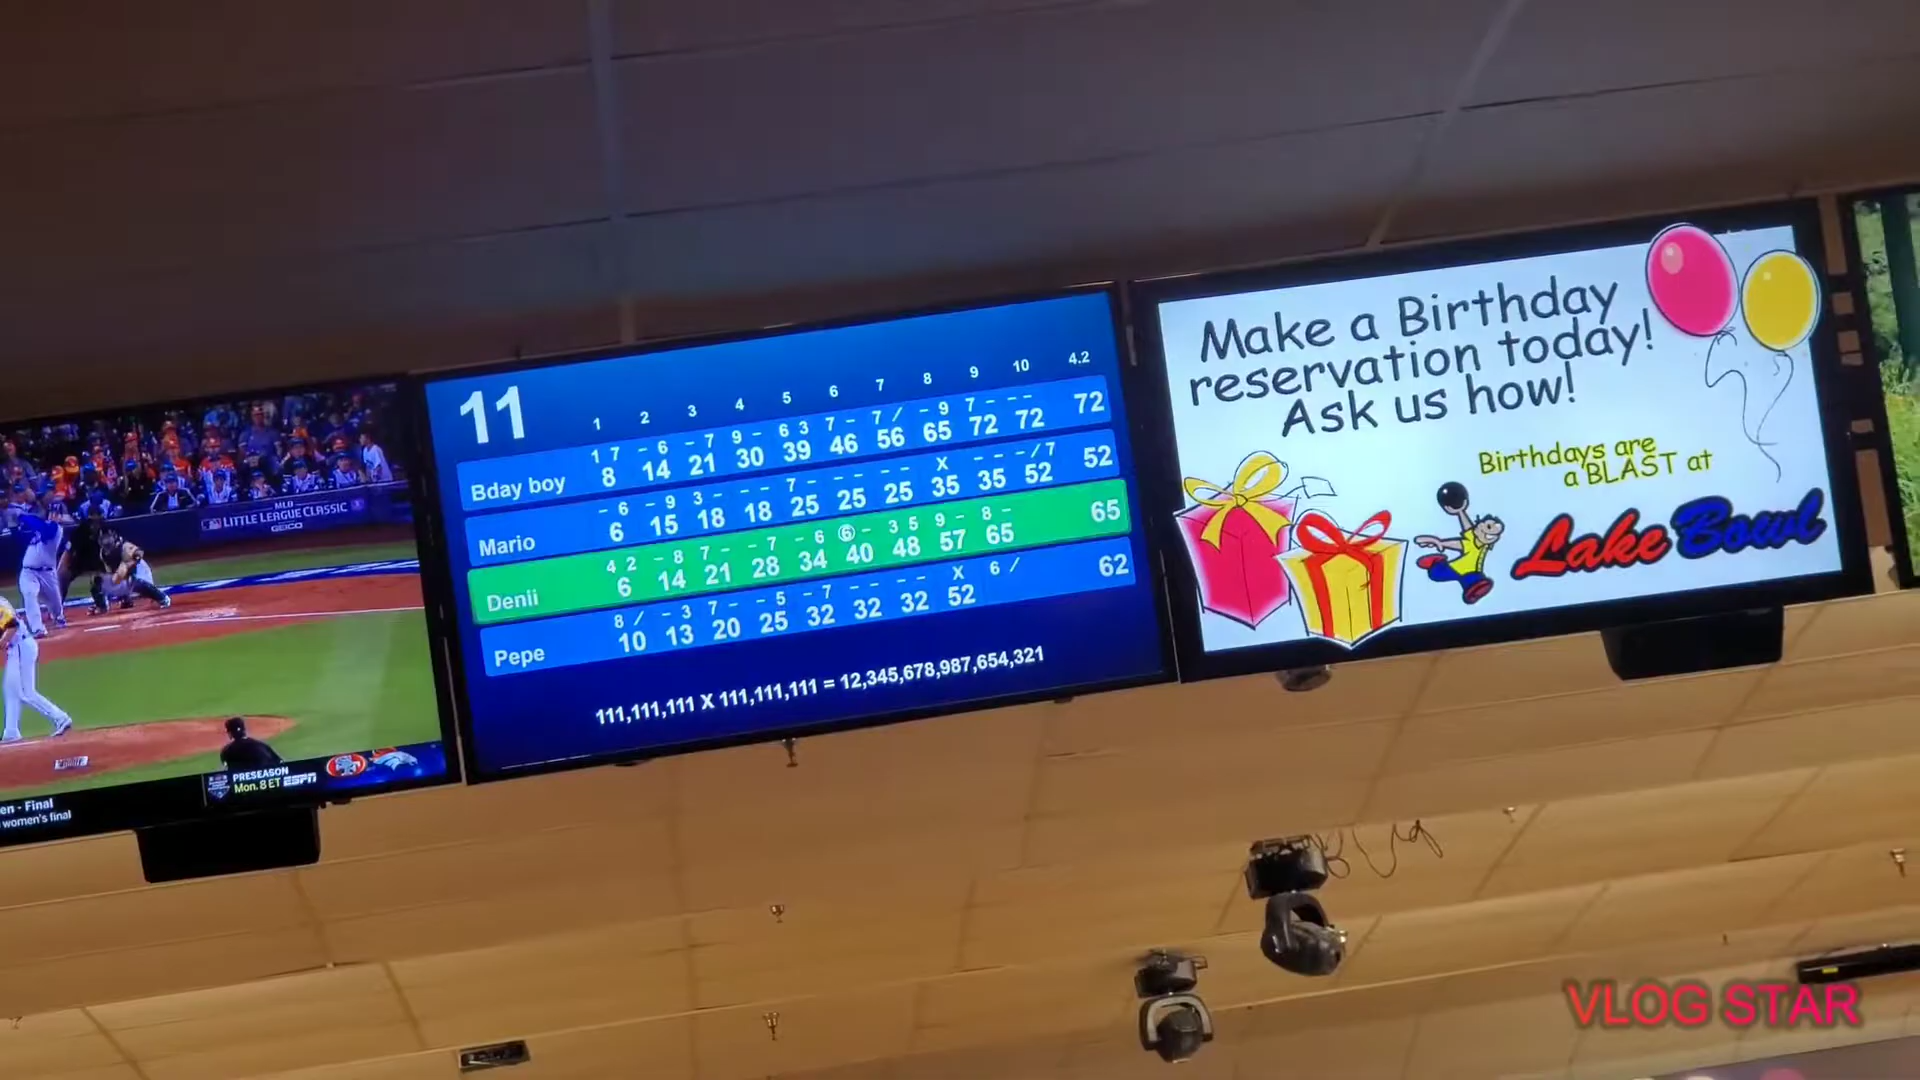 MLB
LITTLE LEAGUE CLASSIC
GEICO
PRESEASON
Mon. 8 ET ESPN
en - Final
women's final
11
1 2 3 4 5 6 7 8 9 10 4.2
1 7 - 6 - 7 9 - 6 3 7 - 7 / - 9 7 - - -
Bday boy 8 14 21 30 39 46 56 65 72 72 72
- 6 - 9 3 - - - 7 - - - - - X - - - / 7
Mario 6 15 18 18 25 25 25 35 35 52 52
4 2 - 8 7 - - 7 - 6 ⑥ - 3 5 9 - 8 -
Denii 6 14 21 28 34 40 48 57 65 65
8 / - 3 7 - - 5 - 7 - - - - X 6 /
Pepe 10 13 20 25 32 32 32 52 62
111,111,111 X 111,111,111 = 12,345,678,987,654,321
Make a Birthday
reservation today!
Ask us how!
Birthdays are
a BLAST at
Lake Bowl
VLOG STAR